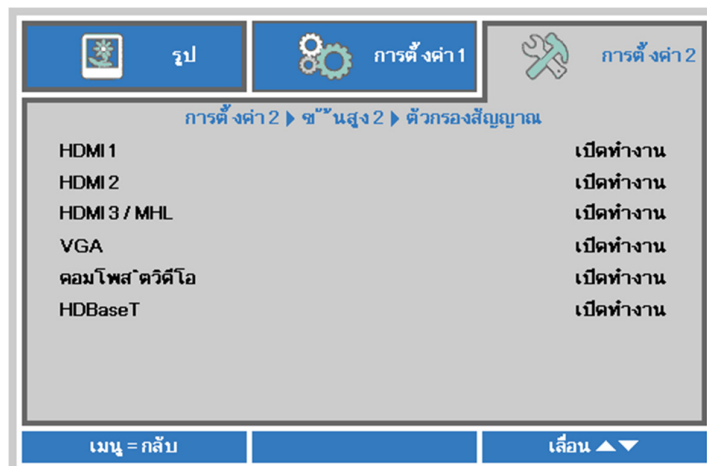 รูป การตั้งค่า 1 การตั้งค่า 2
การตั้งค่า 2 ▶ ขั้นสูง 2 ▶ ตัวกรองสัญญาณ
HDMI 1 เปิดทำงาน
HDMI 2 เปิดทำงาน
HDMI 3 / MHL เปิดทำงาน
VGA เปิดทำงาน
คอมโพสิตวิดีโอ เปิดทำงาน
HDBaseT เปิดทำงาน
เมนู = กลับ เลื่อน ▲▼